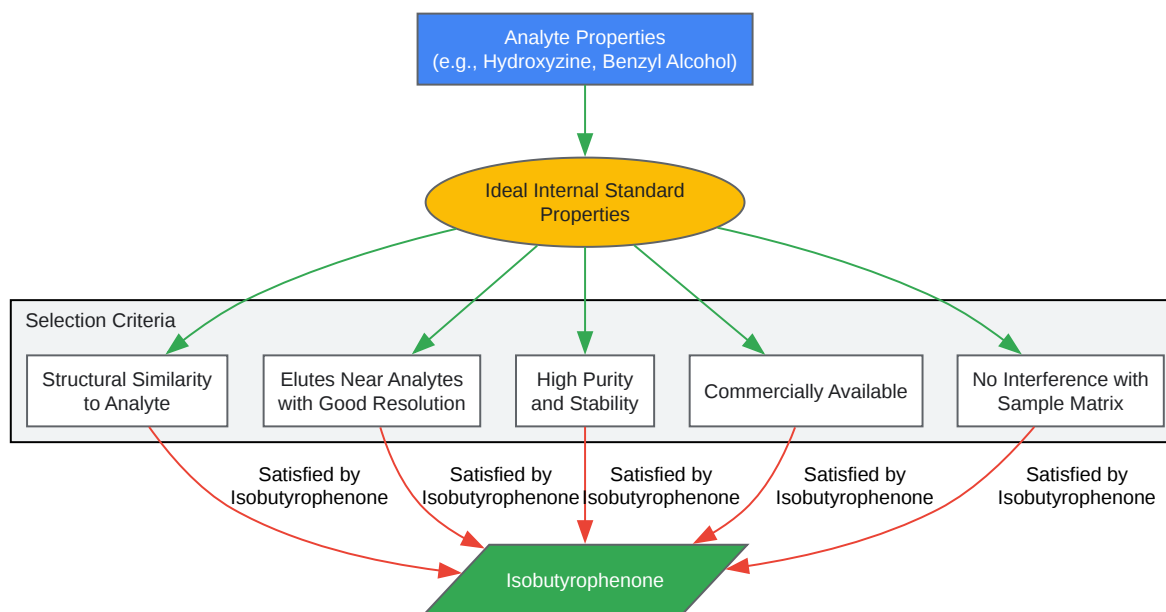 Analyte Properties
(e.g., Hydroxyzine, Benzyl Alcohol)
Ideal Internal Standard
Properties
Selection Criteria
Structural Similarity
to Analyte
Elutes Near Analytes
with Good Resolution
High Purity
and Stability
Commercially Available
No Interference with
Sample Matrix
Satisfied by
Isobutyrophenone
Satisfied by
Isobutyrophenone
Satisfied by
Isobutyrophenone
Satisfied by
Isobutyrophenone
Satisfied by
Isobutyrophenone
Isobutyrophenone